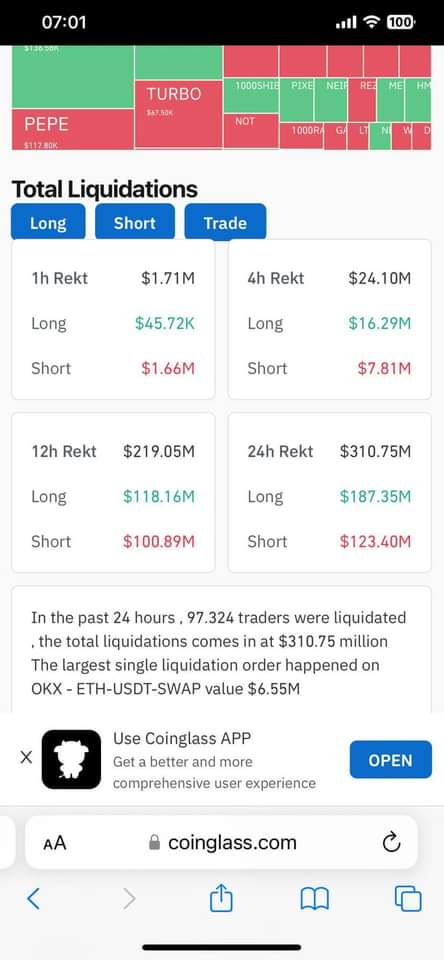 07:01
100
$136.58K
TURBO
$67.50K
PEPE
$117.80K
1000SHIB
PIXE
NEIF
REZ
ME
HM
NOT
1000RA
GA
LT
NE
W
D
Total Liquidations
Long
Short
Trade
1h Rekt $1.71M
Long $45.72K
Short $1.66M
4h Rekt $24.10M
Long $16.29M
Short $7.81M
12h Rekt $219.05M
Long $118.16M
Short $100.89M
24h Rekt $310.75M
Long $187.35M
Short $123.40M
In the past 24 hours , 97.324 traders were liquidated
, the total liquidations comes in at $310.75 million
The largest single liquidation order happened on
OKX - ETH-USDT-SWAP value $6.55M
X
Use Coinglass APP
Get a better and more
comprehensive user experience
OPEN
AA
coinglass.com